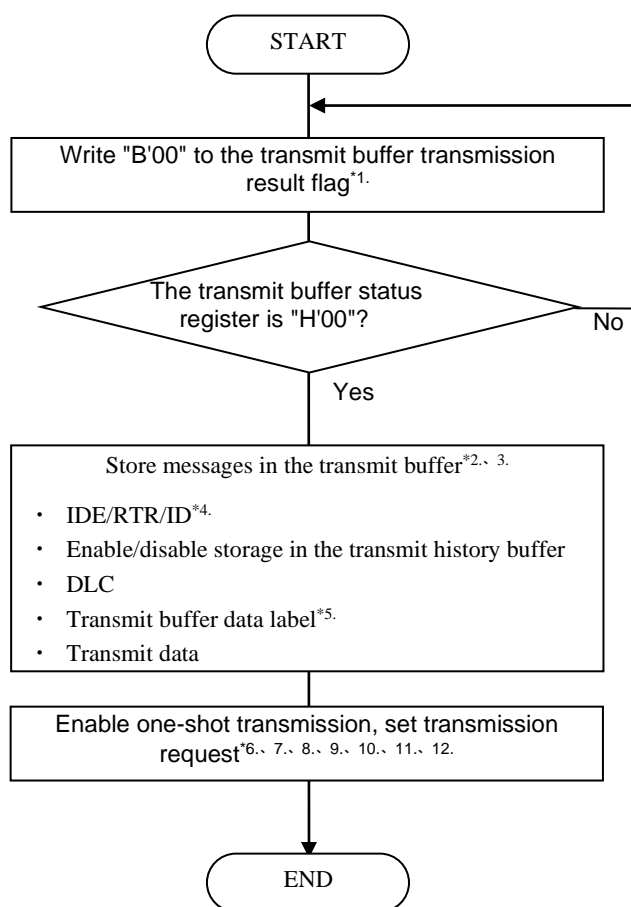 START
Write "B'00" to the transmit buffer transmission
result flag*1.
The transmit buffer status
register is "H'00"?
No
Yes
Store messages in the transmit buffer*2.、 3.
・ IDE/RTR/ID*4.
・ Enable/disable storage in the transmit history buffer
・ DLC
・ Transmit buffer data label*5.
・ Transmit data
Enable one-shot transmission, set transmission
request*6.、 7.、 8.、 9.、 10.、 11.、 12.
END